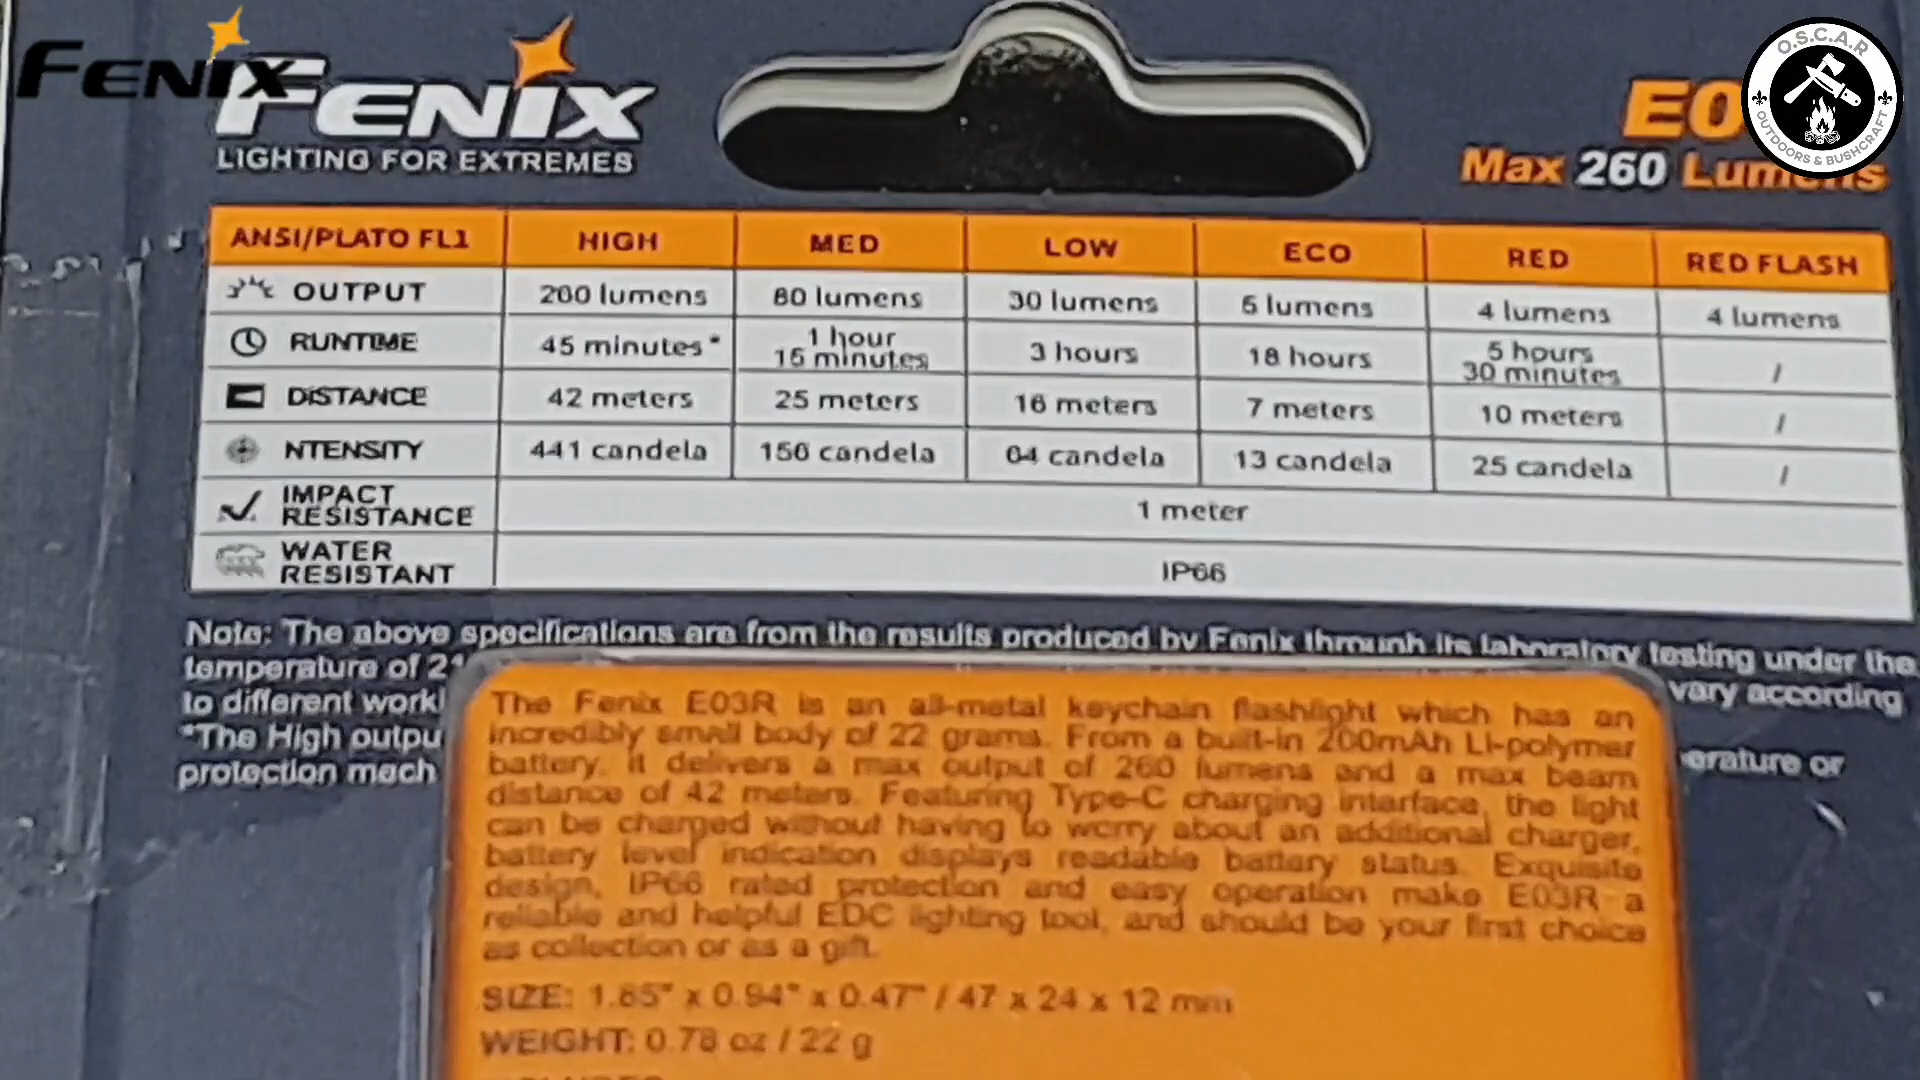 FENIX
FENIX
LIGHTING FOR EXTREMES
O.S.C.A.R
OUTDOORS & BUSHCRAFT
E0
Max 260 Lumens
ANSI/PLATO FL1 HIGH MED LOW ECO RED RED FLASH
OUTPUT 260 lumens 80 lumens 30 lumens 5 lumens 4 lumens 4 lumens
RUNTIME 45 minutes* 1 hour 15 minutes 3 hours 18 hours 5 hours 30 minutes /
DISTANCE 42 meters 25 meters 16 meters 7 meters 10 meters /
INTENSITY 441 candela 156 candela 64 candela 13 candela 25 candela /
IMPACT RESISTANCE 1 meter
WATER RESISTANT IP66
Note: The above specifications are from the results produced by Fenix through its laboratory testing under the
temperature of 21
to different work vary according
*The High outpu
protection mech erature or
The Fenix E03R is an all-metal keychain flashlight which has an
incredibly small body of 22 grams. From a built-in 200mAh Li-polymer
battery, it delivers a max output of 260 lumens and a max beam
distance of 42 meters. Featuring Type-C charging interface, the light
can be charged without having to worry about an additional charger,
battery level indication displays readable battery status. Exquisite
design, IP66 rated protection and easy operation make E03R a
reliable and helpful EDC lighting tool, and should be your first choice
as collection or as a gift.
SIZE: 1.85" x 0.94" x 0.47" / 47 x 24 x 12 mm
WEIGHT: 0.78 oz / 22 g